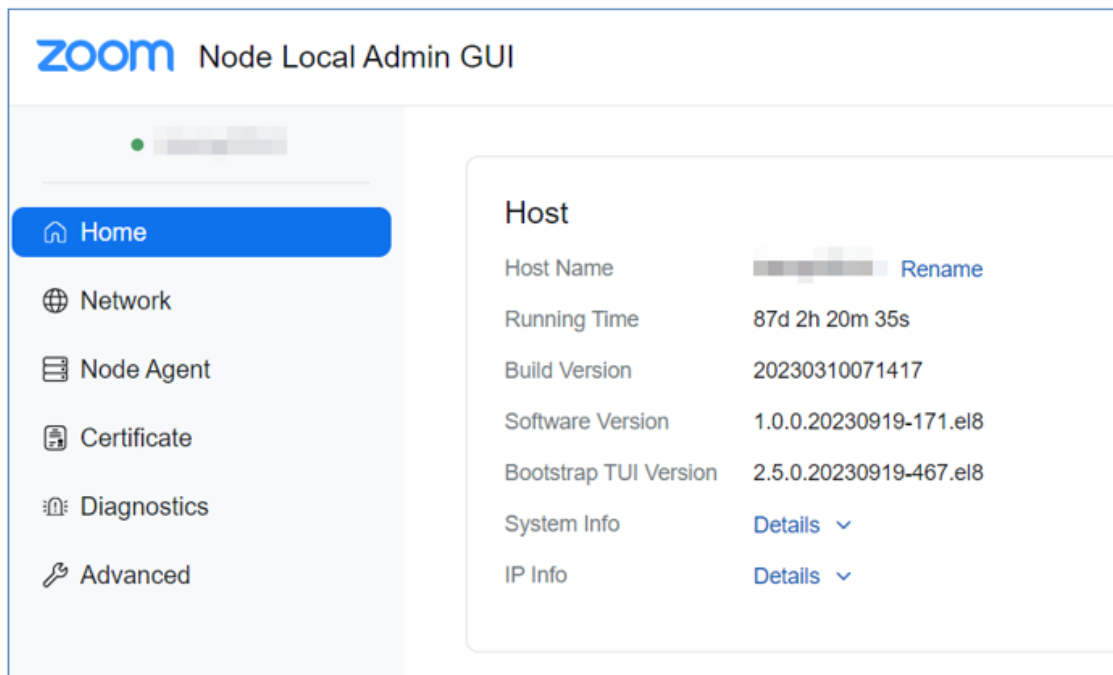 zoom Node Local Admin GUI
Home
Network
Node Agent
Certificate
Diagnostics
Advanced
Host
Host Name Rename
Running Time 87d 2h 20m 35s
Build Version 20230310071417
Software Version 1.0.0.20230919-171.el8
Bootstrap TUI Version 2.5.0.20230919-467.el8
System Info Details
IP Info Details